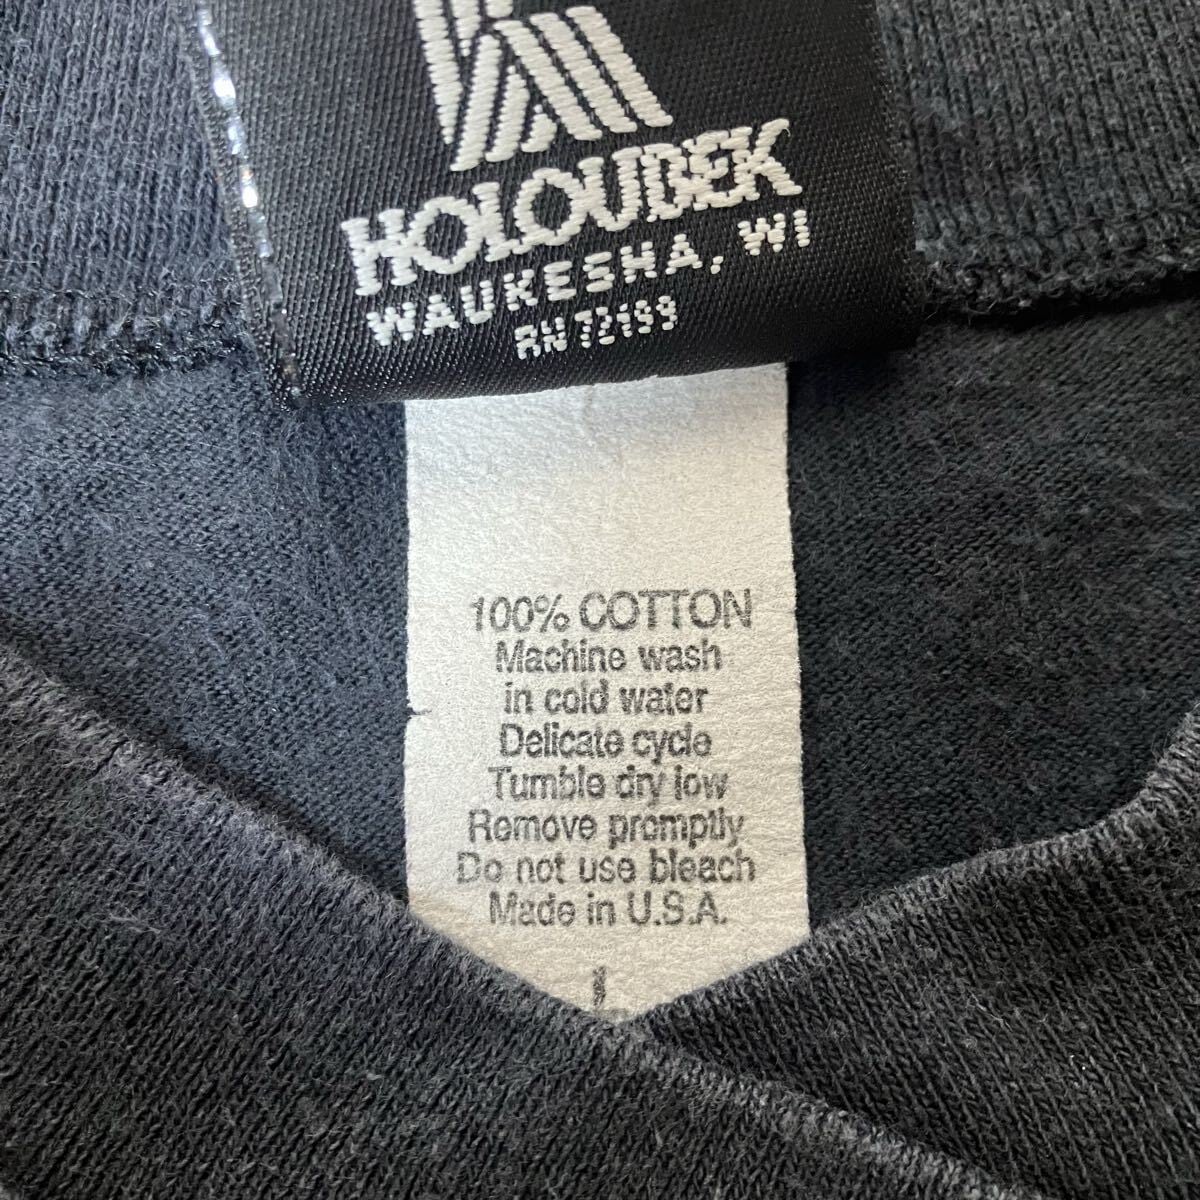 HOLOUDEK
WAUKESHA, WI
RN 72199
100% COTTON
Machine wash
in cold water
Delicate cycle
Tumble dry low
Remove promptly
Do not use bleach
Made in U.S.A.